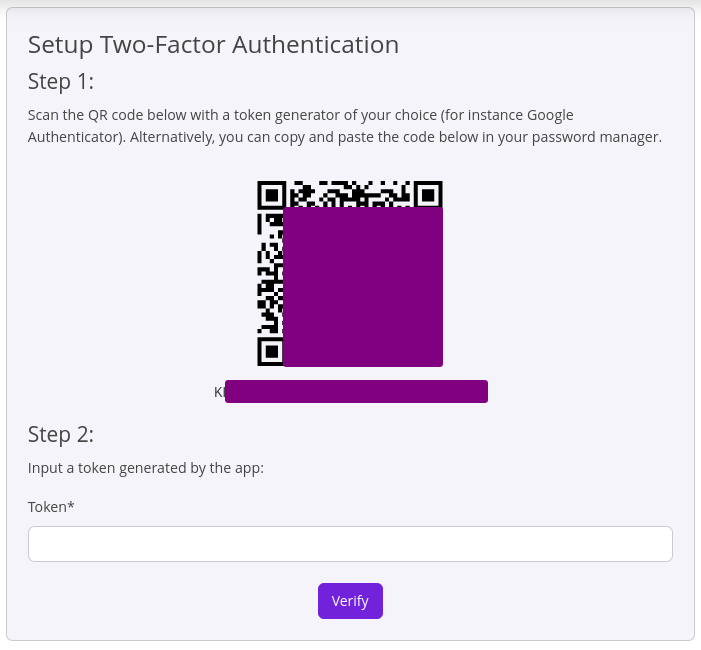 Setup Two-Factor Authentication
Step 1:
Scan the QR code below with a token generator of your choice (for instance Google
Authenticator). Alternatively, you can copy and paste the code below in your password manager.
Step 2:
Input a token generated by the app:
Token*
Verify